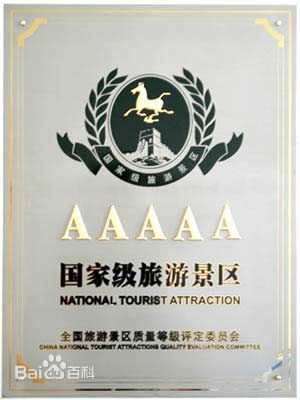 国家级旅游景区
AAAAA
国家级旅游景区
NATIONAL TOURIST ATTRACTION
全国旅游景区质量等级评定委员会
CHINA NATIONAL TOURIST ATTRACTIONS QUALITY EVALUATION COMMITTEE
Bai百科